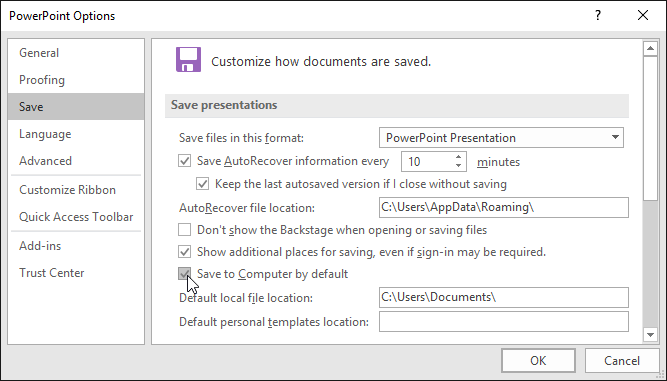 PowerPoint Options
?
General
Proofing
Save
Language
Advanced
Customize Ribbon
Quick Access Toolbar
Add-ins
Trust Center
Customize how documents are saved.
Save presentations
Save files in this format: PowerPoint Presentation
Save AutoRecover information every 10 minutes
Keep the last autosaved version if I close without saving
AutoRecover file location: C:\Users\AppData\Roaming\
Don't show the Backstage when opening or saving files
Show additional places for saving, even if sign-in may be required.
Save to Computer by default
Default local file location: C:\Users\Documents\
Default personal templates location:
OK Cancel